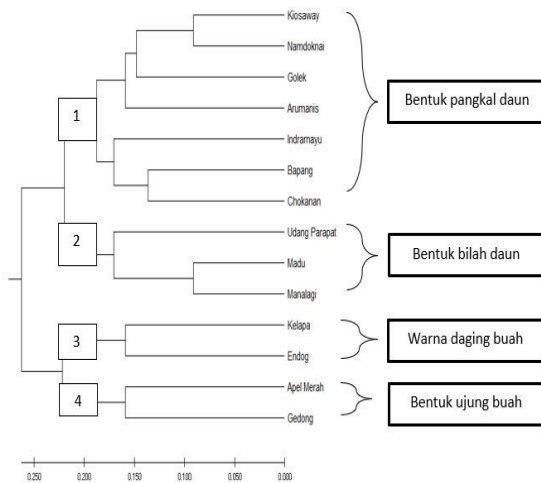 Kiosaway
Namdoknai
Golek
Arumanis
Indramayu
Bapang
Chokanan
Udang Parapat
Madu
Manalagi
Kelapa
Endog
Apel Merah
Gedong
1
2
3
4
Bentuk pangkal daun
Bentuk bilah daun
Warna daging buah
Bentuk ujung buah
0.250 0.200 0.150 0.100 0.050 0.000